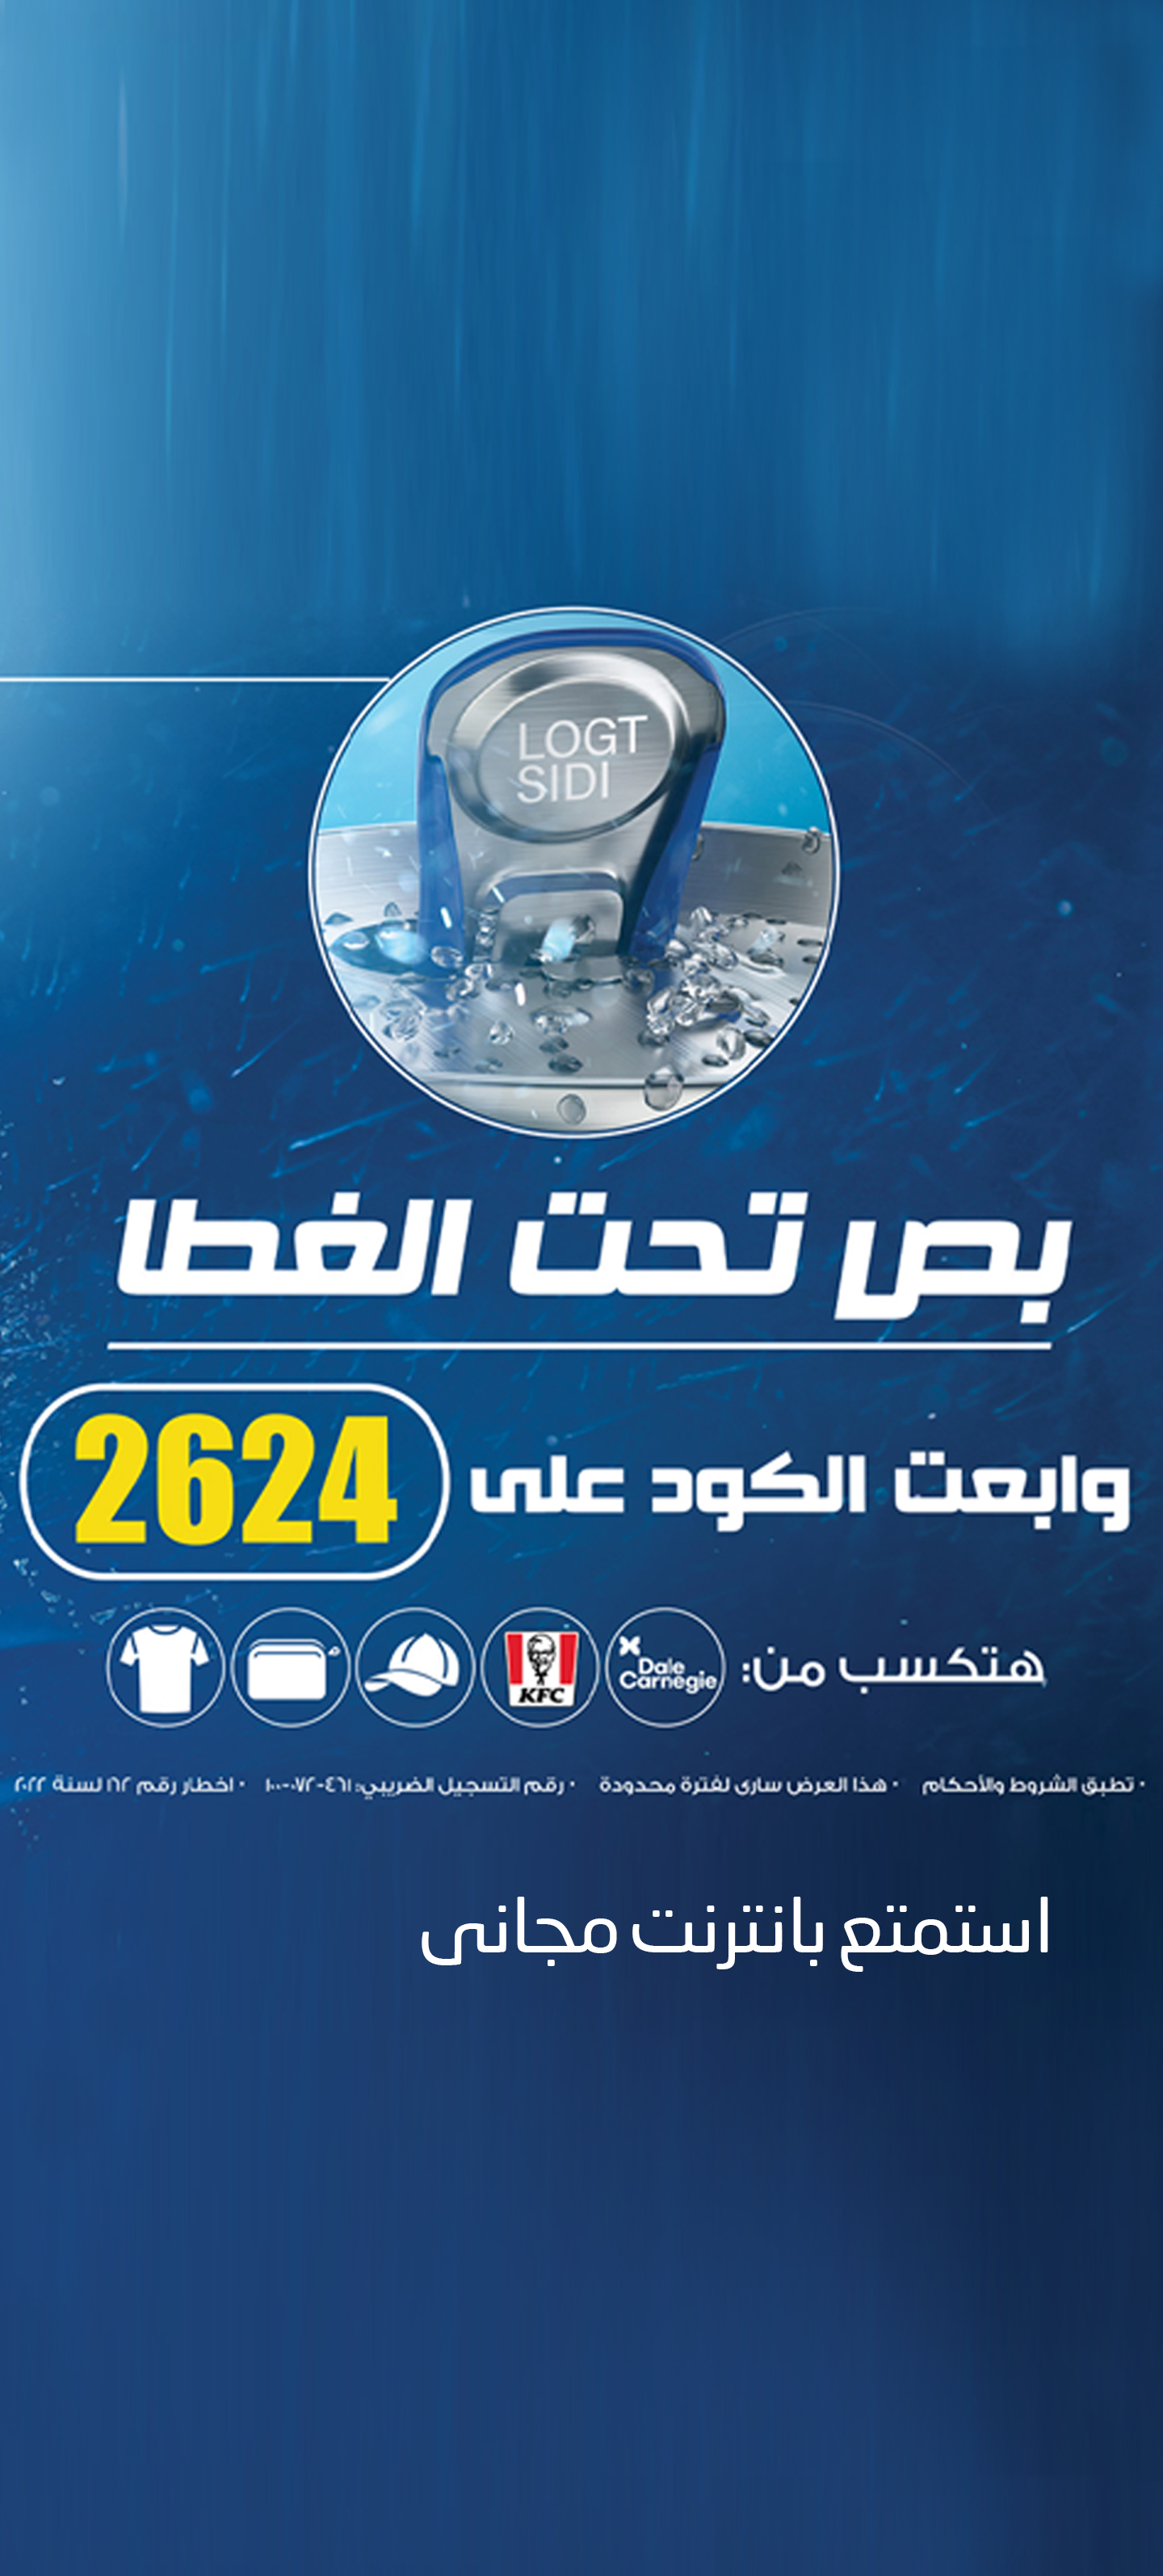 LOGT
SIDI
بص تحت الغطا
وابعت الكود على 2624
هتكسب من: Dale Carnegie KFC
• تطبق الشروط والأحكام • هذا العرض سارى لفترة محدودة • رقم التسجيل الضريبي: ٤٦١-٠٧٢-١٠٠ • اخطار رقم ١٦٢ لسنة ٢٠٢٢
استمتع بانترنت مجانى